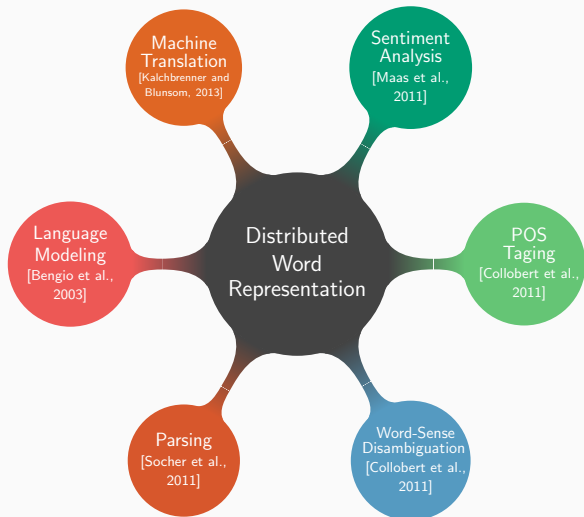 Machine
Translation
[Kalchbrenner and
Blunsom, 2013]
Sentiment
Analysis
[Maas et al.,
2011]
Language
Modeling
[Bengio et al.,
2003]
Distributed
Word
Representation
POS
Taging
[Collobert et al.,
2011]
Parsing
[Socher et al.,
2011]
Word-Sense
Disambiguation
[Collobert et al.,
2011]